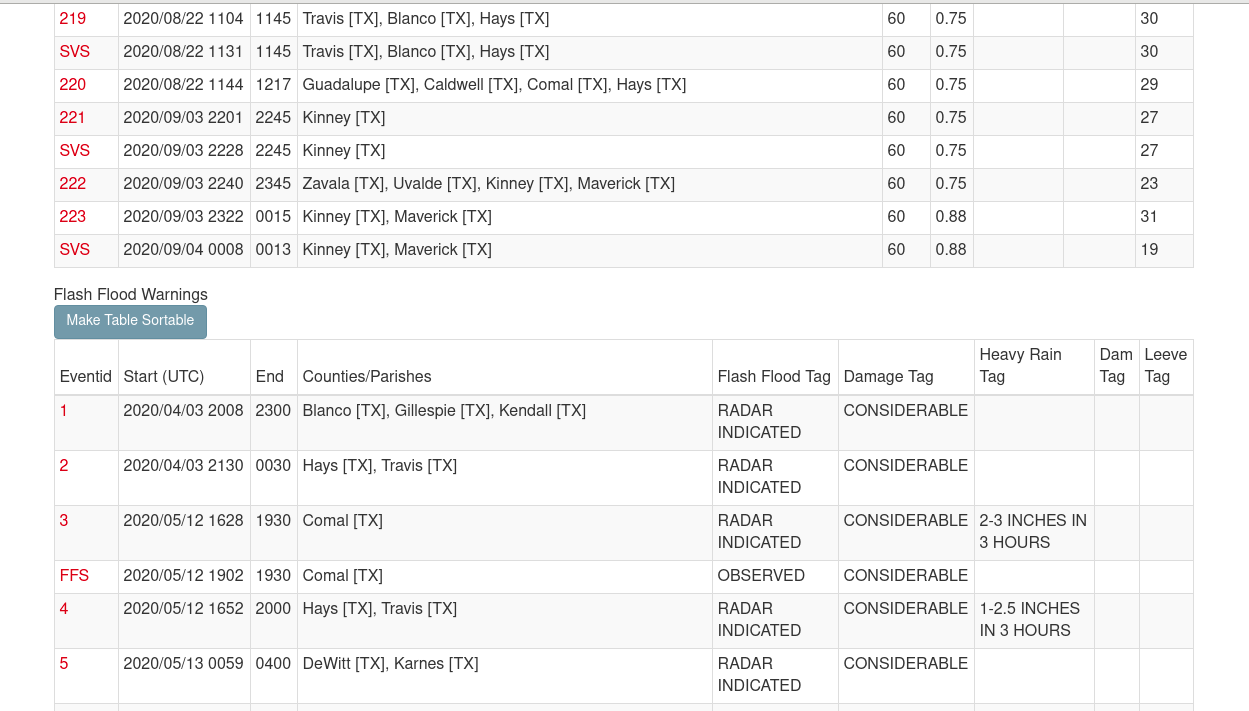 219 2020/08/22 1104 1145 Travis [TX], Blanco [TX], Hays [TX] 60 0.75 30
SVS 2020/08/22 1131 1145 Travis [TX], Blanco [TX], Hays [TX] 60 0.75 30
220 2020/08/22 1144 1217 Guadalupe [TX], Caldwell [TX], Comal [TX], Hays [TX] 60 0.75 29
221 2020/09/03 2201 2245 Kinney [TX] 60 0.75 27
SVS 2020/09/03 2228 2245 Kinney [TX] 60 0.75 27
222 2020/09/03 2240 2345 Zavala [TX], Uvalde [TX], Kinney [TX], Maverick [TX] 60 0.75 23
223 2020/09/03 2322 0015 Kinney [TX], Maverick [TX] 60 0.88 31
SVS 2020/09/04 0008 0013 Kinney [TX], Maverick [TX] 60 0.88 19
Flash Flood Warnings
Make Table Sortable
Eventid Start (UTC) End Counties/Parishes Flash Flood Tag Damage Tag Heavy Rain Tag Dam Tag Leeve Tag
1 2020/04/03 2008 2300 Blanco [TX], Gillespie [TX], Kendall [TX] RADAR INDICATED CONSIDERABLE
2 2020/04/03 2130 0030 Hays [TX], Travis [TX] RADAR INDICATED CONSIDERABLE
3 2020/05/12 1628 1930 Comal [TX] RADAR INDICATED CONSIDERABLE 2-3 INCHES IN 3 HOURS
FFS 2020/05/12 1902 1930 Comal [TX] OBSERVED CONSIDERABLE
4 2020/05/12 1652 2000 Hays [TX], Travis [TX] RADAR INDICATED CONSIDERABLE 1-2.5 INCHES IN 3 HOURS
5 2020/05/13 0059 0400 DeWitt [TX], Karnes [TX] RADAR INDICATED CONSIDERABLE